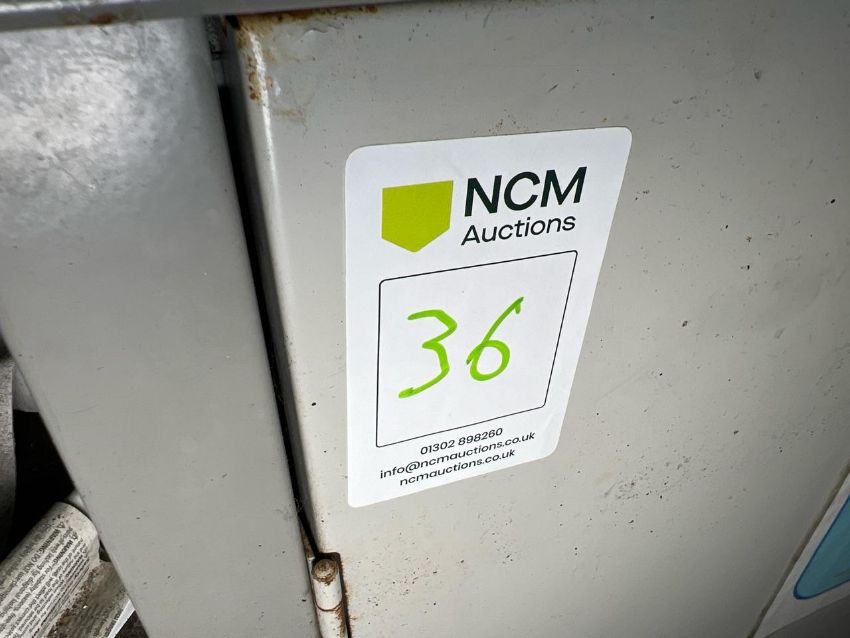 NCM
Auctions
36
01302 898260
info@ncmauctions.co.uk
ncmauctions.co.uk